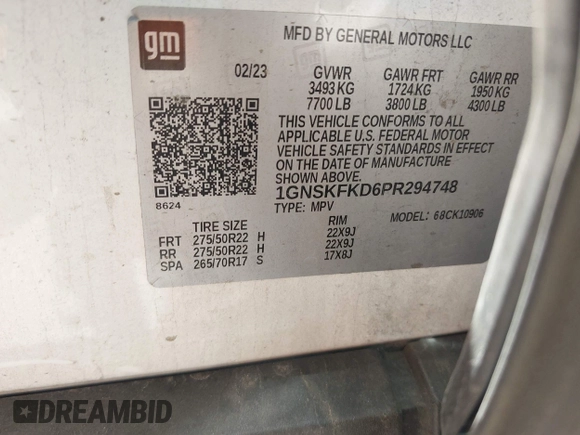 gm
MFD BY GENERAL MOTORS LLC
02/23 GVWR GAWR FRT GAWR RR
3493 KG 1724 KG 1950 KG
7700 LB 3800 LB 4300 LB
THIS VEHICLE CONFORMS TO ALL
APPLICABLE U.S. FEDERAL MOTOR
VEHICLE SAFETY STANDARDS IN EFFECT
ON THE DATE OF MANUFACTURE
1GNSKFKD6PR294748
8624
TYPE: MPV MODEL: 68CK10906
TIRE SIZE RIM
FRT 275/50R22 H 22X9J
RR 275/50R22 H 22X9J
SPA 265/70R17 S 17X8J
DREAMBID